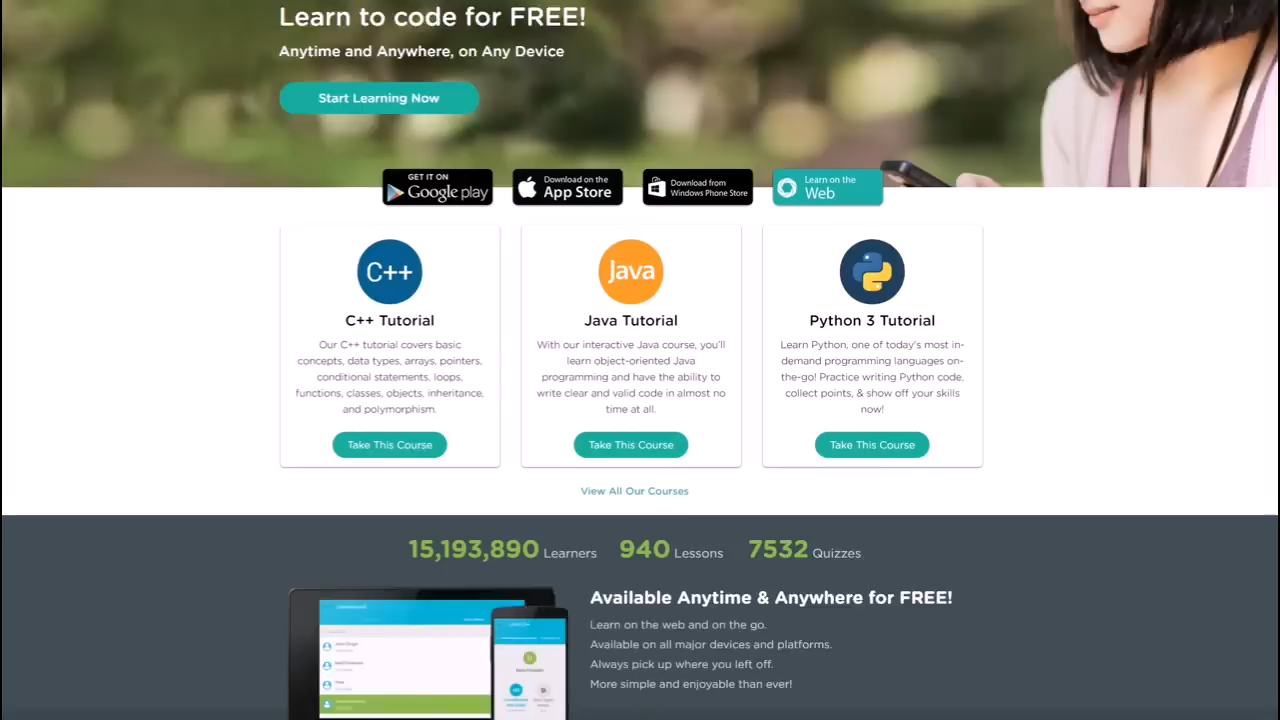 Learn to code for FREE!
Anytime and Anywhere, on Any Device
Start Learning Now
GET IT ON
Google play
Download on the
App Store
Download from
Windows Phone Store
Learn on the
Web
C++
C++ Tutorial
Our C++ tutorial covers basic
concepts, data types, arrays, pointers,
conditional statements, loops,
functions, classes, objects, inheritance,
and polymorphism.
Take This Course
Java
Java Tutorial
With our interactive Java course, you'll
learn object-oriented Java
programming and have the ability to
write clear and valid code in almost no
time at all.
Take This Course
Python 3 Tutorial
Learn Python, one of today's most in-
demand programming languages on-
the-go! Practice writing Python code,
collect points, & show off your skills
now!
Take This Course
View All Our Courses
15,193,890 Learners 940 Lessons 7532 Quizzes
Available Anytime & Anywhere for FREE!
Learn on the web and on the go.
Available on all major devices and platforms.
Always pick up where you left off.
More simple and enjoyable than ever!